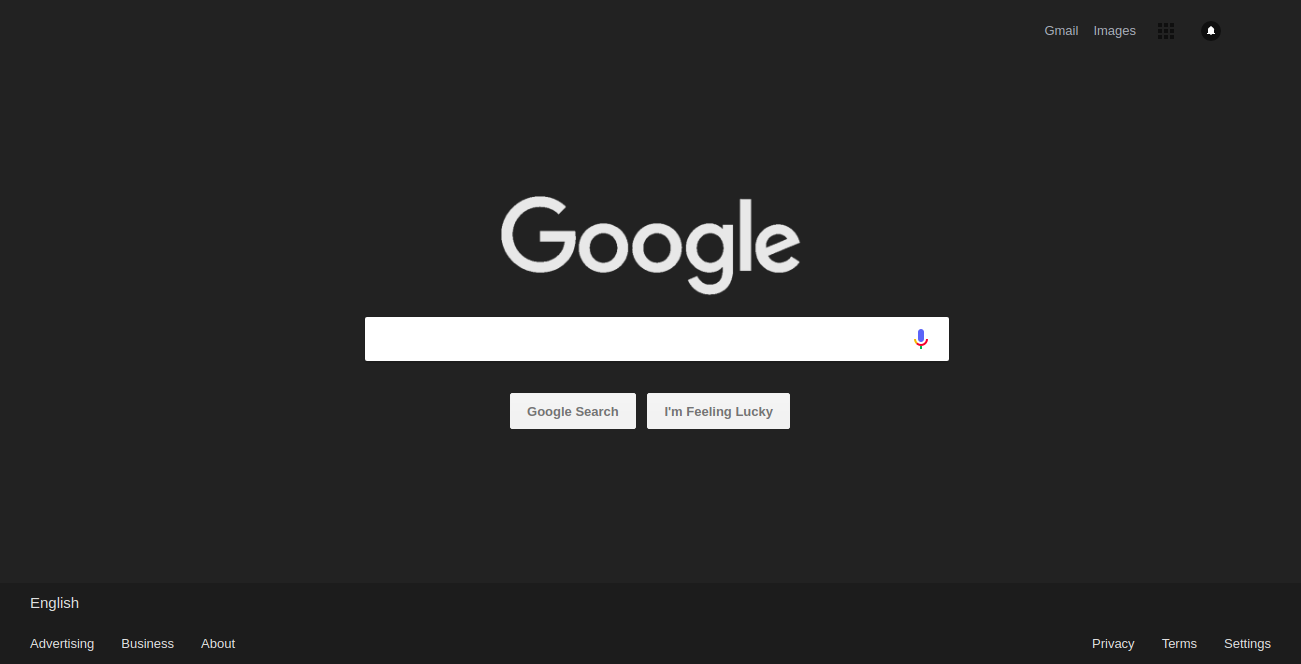 Gmail Images
Google
Google Search I'm Feeling Lucky
English
Advertising Business About Privacy Terms Settings